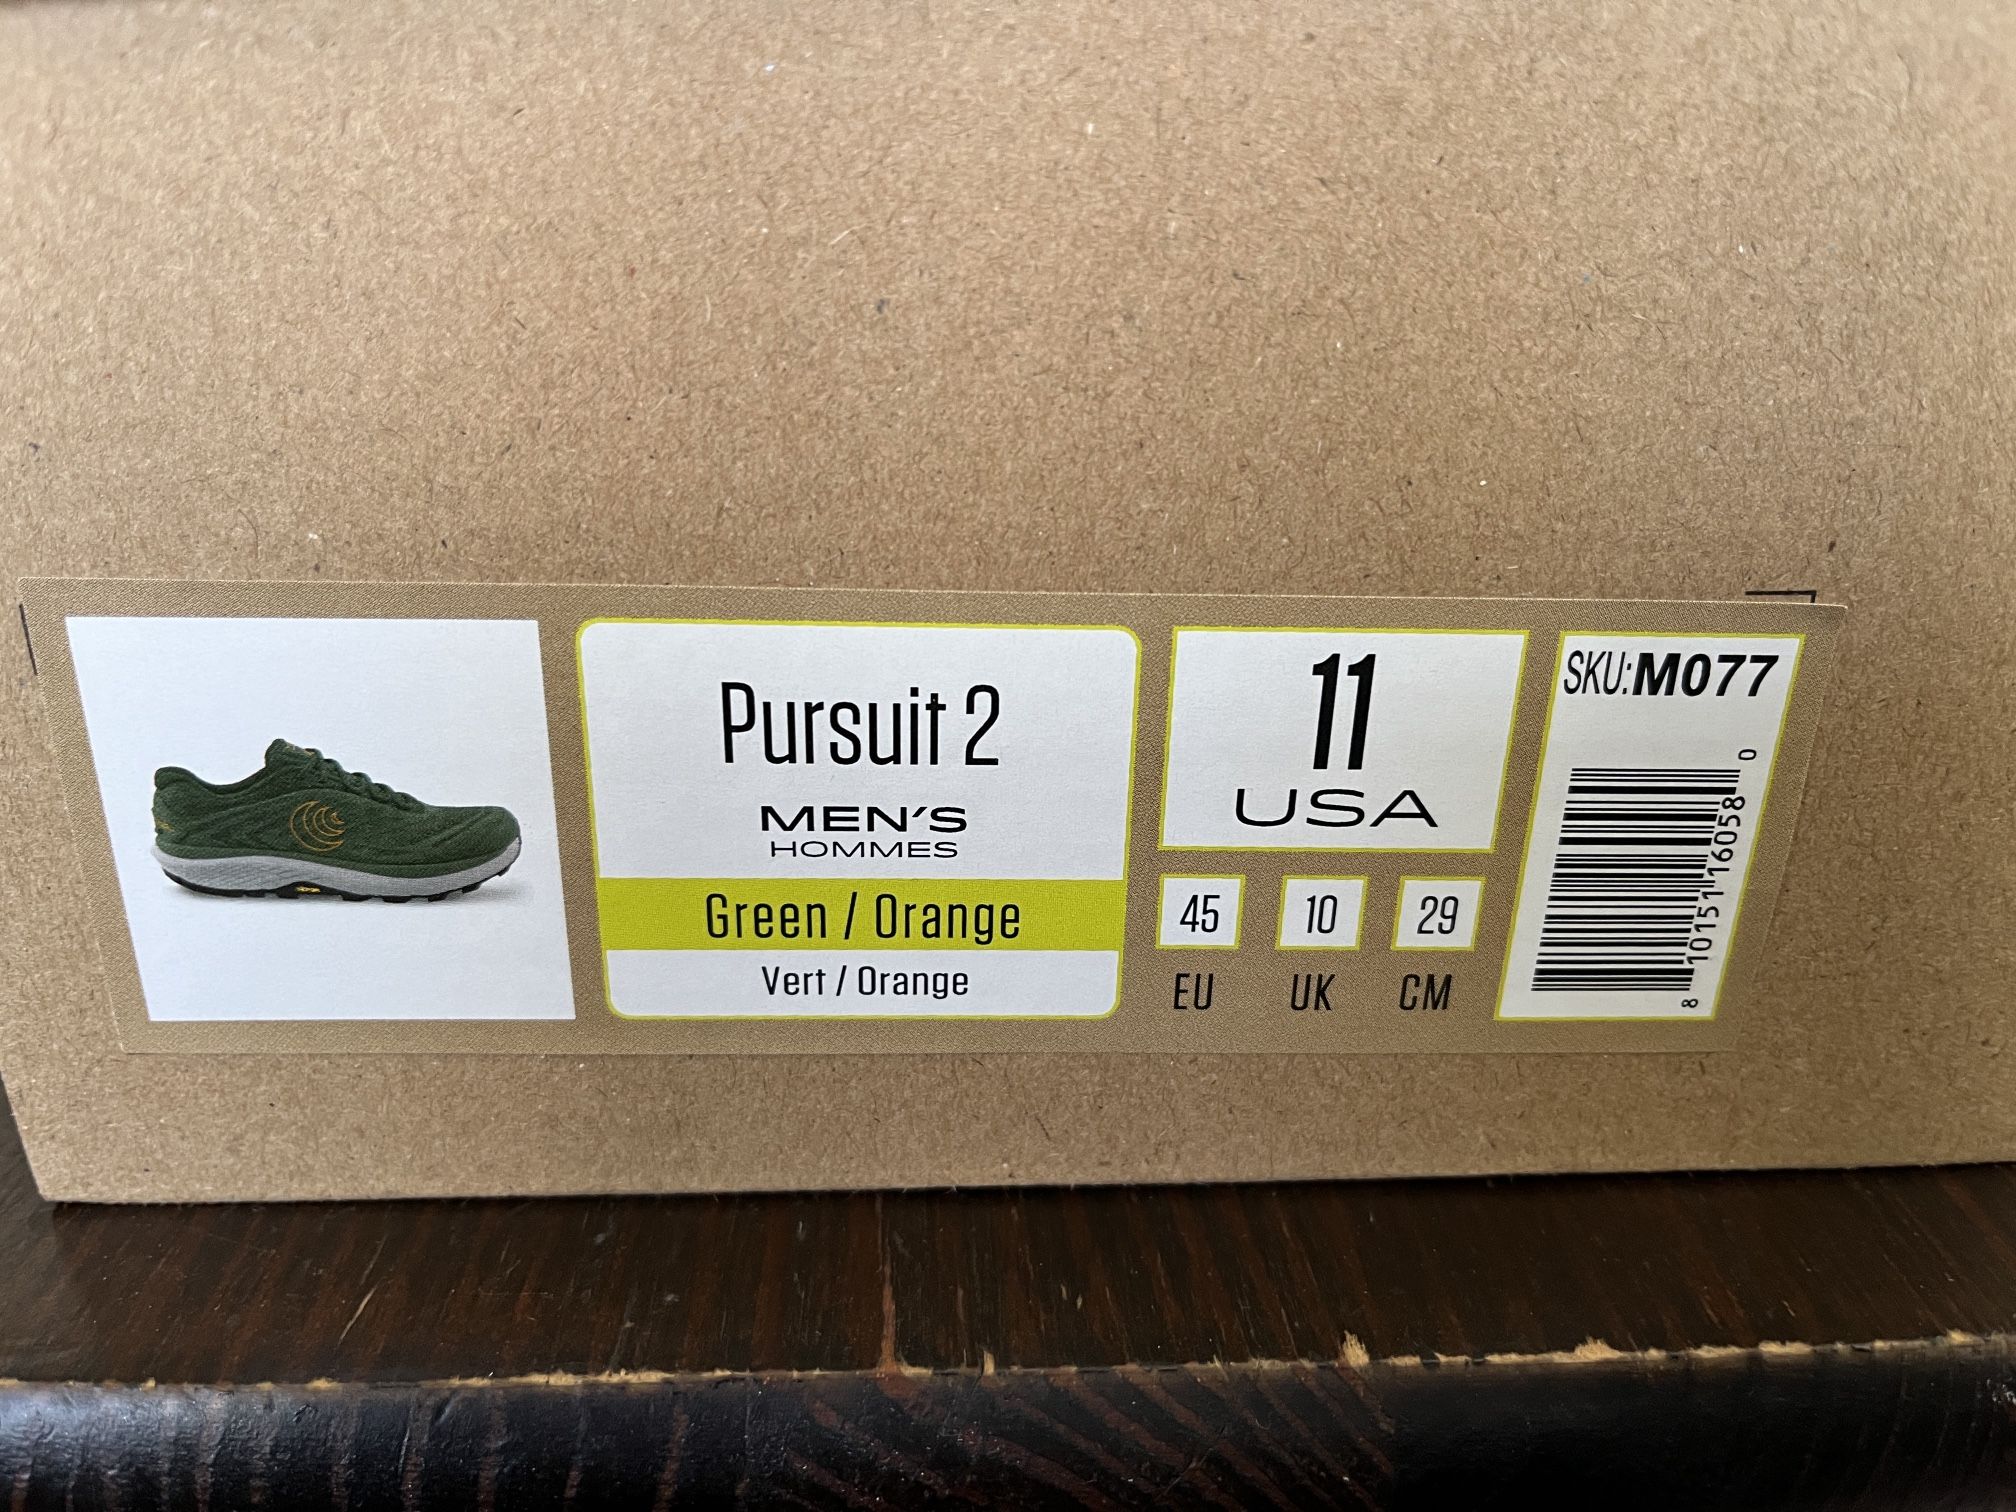 Pursuit 2
MEN'S
HOMMES
Green / Orange
Vert / Orange
11
USA
45
EU
10
UK
29
CM
SKU:M077
8 10151 16058 0